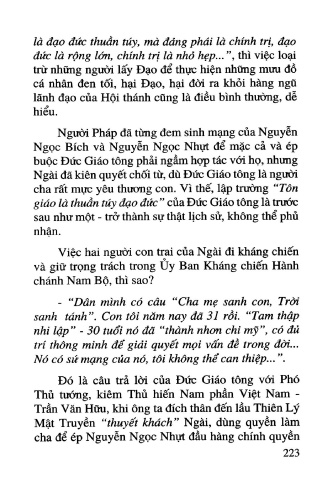 là đạo đức thuần túy, mà đảng phái là chính trị, đạo
đức là rộng lớn, chính trị là nhỏ hẹp...”, thì việc loại
trừ những người lấy Đạo để thực hiện những mưu đồ
cá nhân đen tối, hại Đạo, hại đời ra khỏi hàng ngũ
lãnh đạo của Hội thánh cũng là điều bình thường, dễ
hiểu.
Người Pháp đã từng đem sinh mạng của Nguyễn
Ngọc Bích và Nguyễn Ngọc Nhựt để mặc cả và ép
buộc Đức Giáo tông phải ngầm hợp tác với họ, nhưng
Ngài đã kiên quyết chối từ, dù Đức Giáo tông là người
cha rất mực yêu thương con. Vì thế, lập trường “Tôn
giáo là thuần túy đạo đức” của Đức Giáo tông là trước
sau như một - trở thành sự thật lịch sử, không thể phủ
nhận.
Việc hai người con trai của Ngài đi kháng chiến
và giữ trọng trách trong Ủy Ban Kháng chiến Hành
chánh Nam Bộ, thì sao?
- “Dân mình có câu “Cha mẹ sanh con, Trời
sanh tánh”. Con tôi năm nay đã 31 rồi. “Tam thập
nhi lập” - 30 tuổi nó đã “thành nhơn chi mỹ”, có đủ
trí thông minh để giải quyết mọi vấn đề trong đời...
Nó có sứ mạng của nó, tôi không thể can thiệp...”.
Đó là câu trả lời của Đức Giáo tông với Phó
Thủ tướng, kiêm Thủ hiến Nam phần Việt Nam -
Trần Văn Hữu, khi ông ta đích thân đến lầu Thiên Lý
Mật Truyền “thuyết khách” Ngài, dùng quyền làm
cha để ép Nguyễn Ngọc Nhựt đầu hàng chính quyền
223